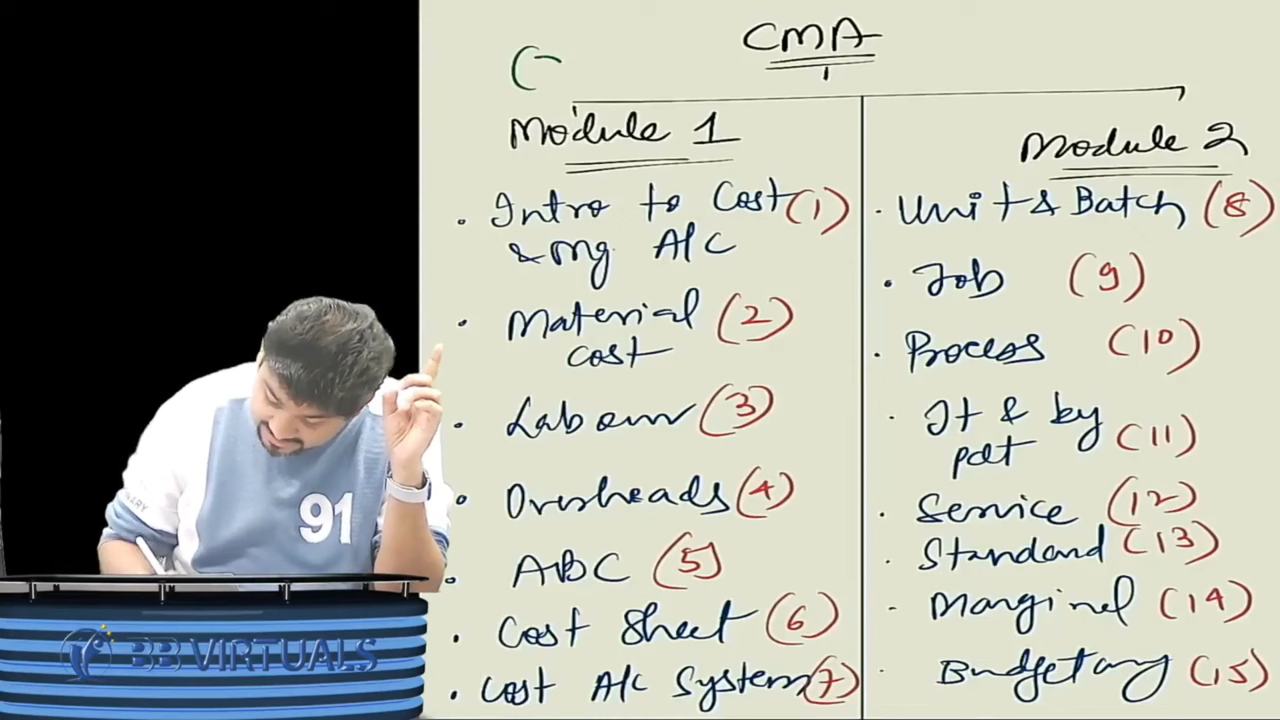 CMA
Module 1
. Intro to Cost (1)
& mg A/C
. Material (2)
cost
. Labour (3)
. Overheads (4)
. ABC (5)
. Cost Sheet (6)
. Cost A/c System (7)
Module 2
. Unit & Batch (8)
. Job (9)
. Process (10)
. Jt & by
pdt (11)
. Service (12)
. Standard (13)
. Marginal (14)
. Budgetary (15)
91
NARY
BB VIRTUALS